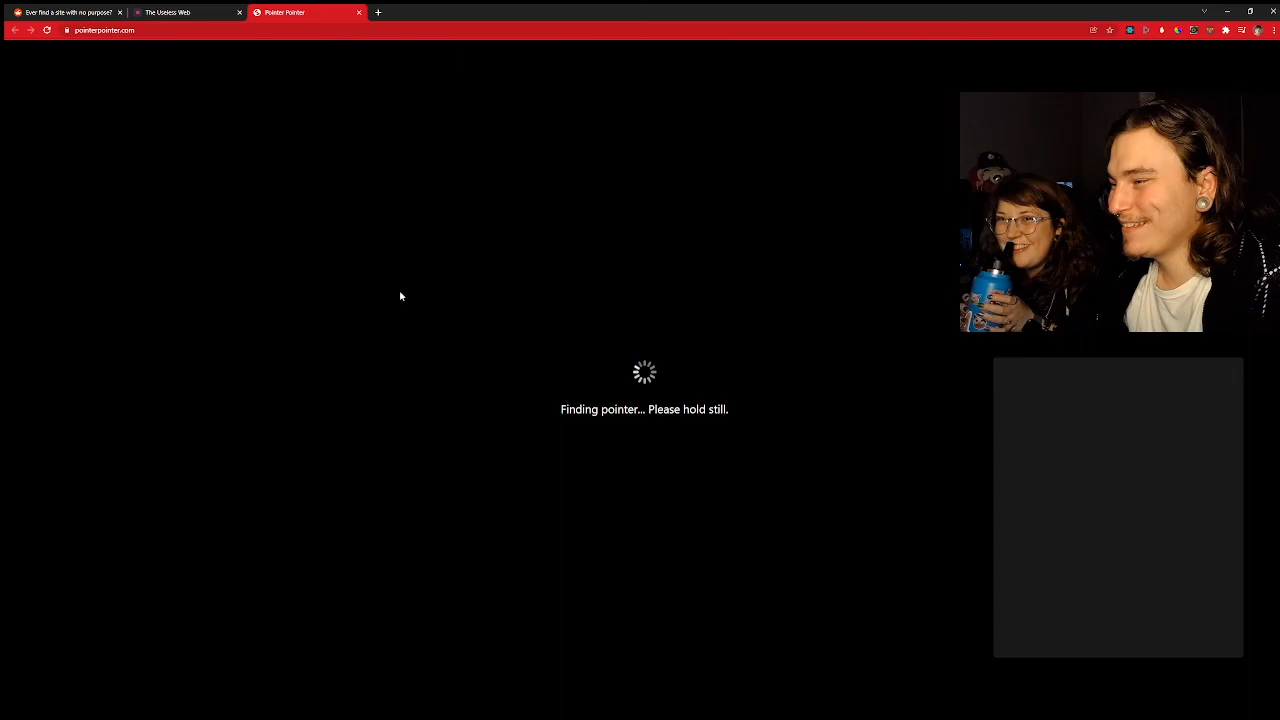 Ever find a site with no purpose?
The Useless Web
Pointer Pointer
pointerpointer.com
Finding pointer... Please hold still.